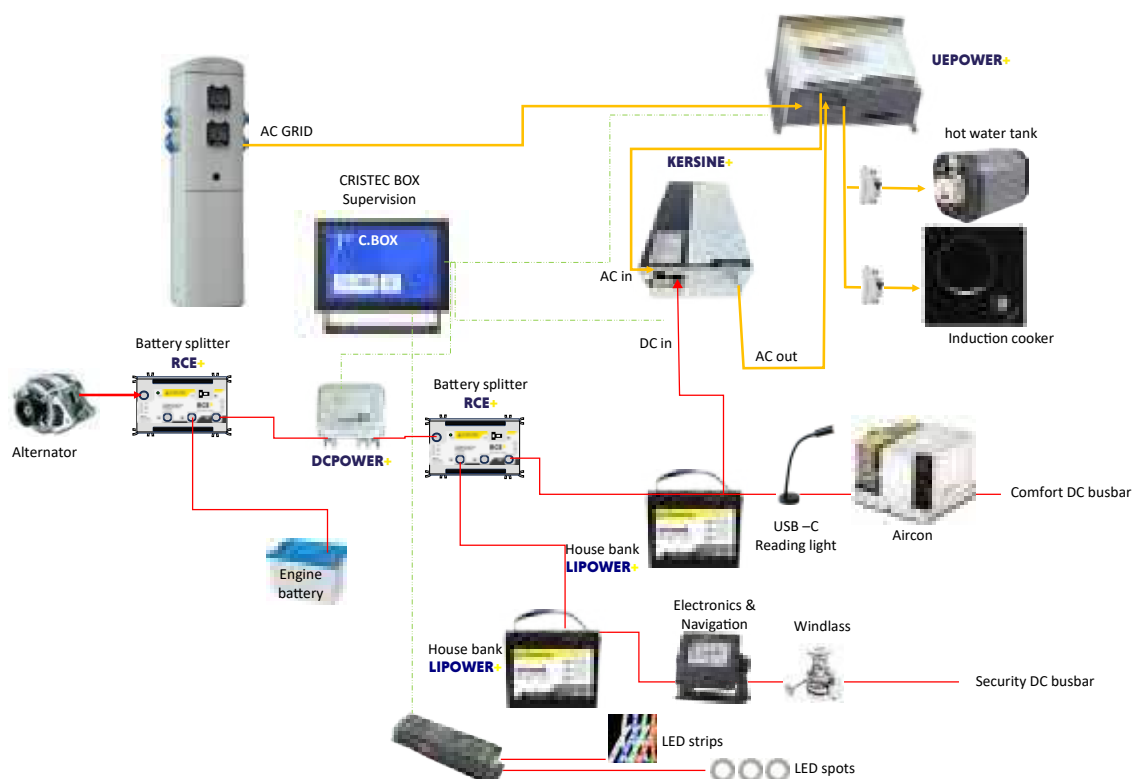 UEPOWER+
AC GRID
hot water tank
KERSINE+
CRISTEC BOX
Supervision
C.BOX
AC in
DC in
AC out
Induction cooker
Battery splitter
RCE+
Battery splitter
RCE+
RCE
RCE
Alternator
DCPOWER+
USB –C
Reading light
Aircon
Comfort DC busbar
House bank
LIPOWER+
Engine
battery
Electronics &
Navigation
Windlass
House bank
LIPOWER+
Security DC busbar
LED strips
LED spots